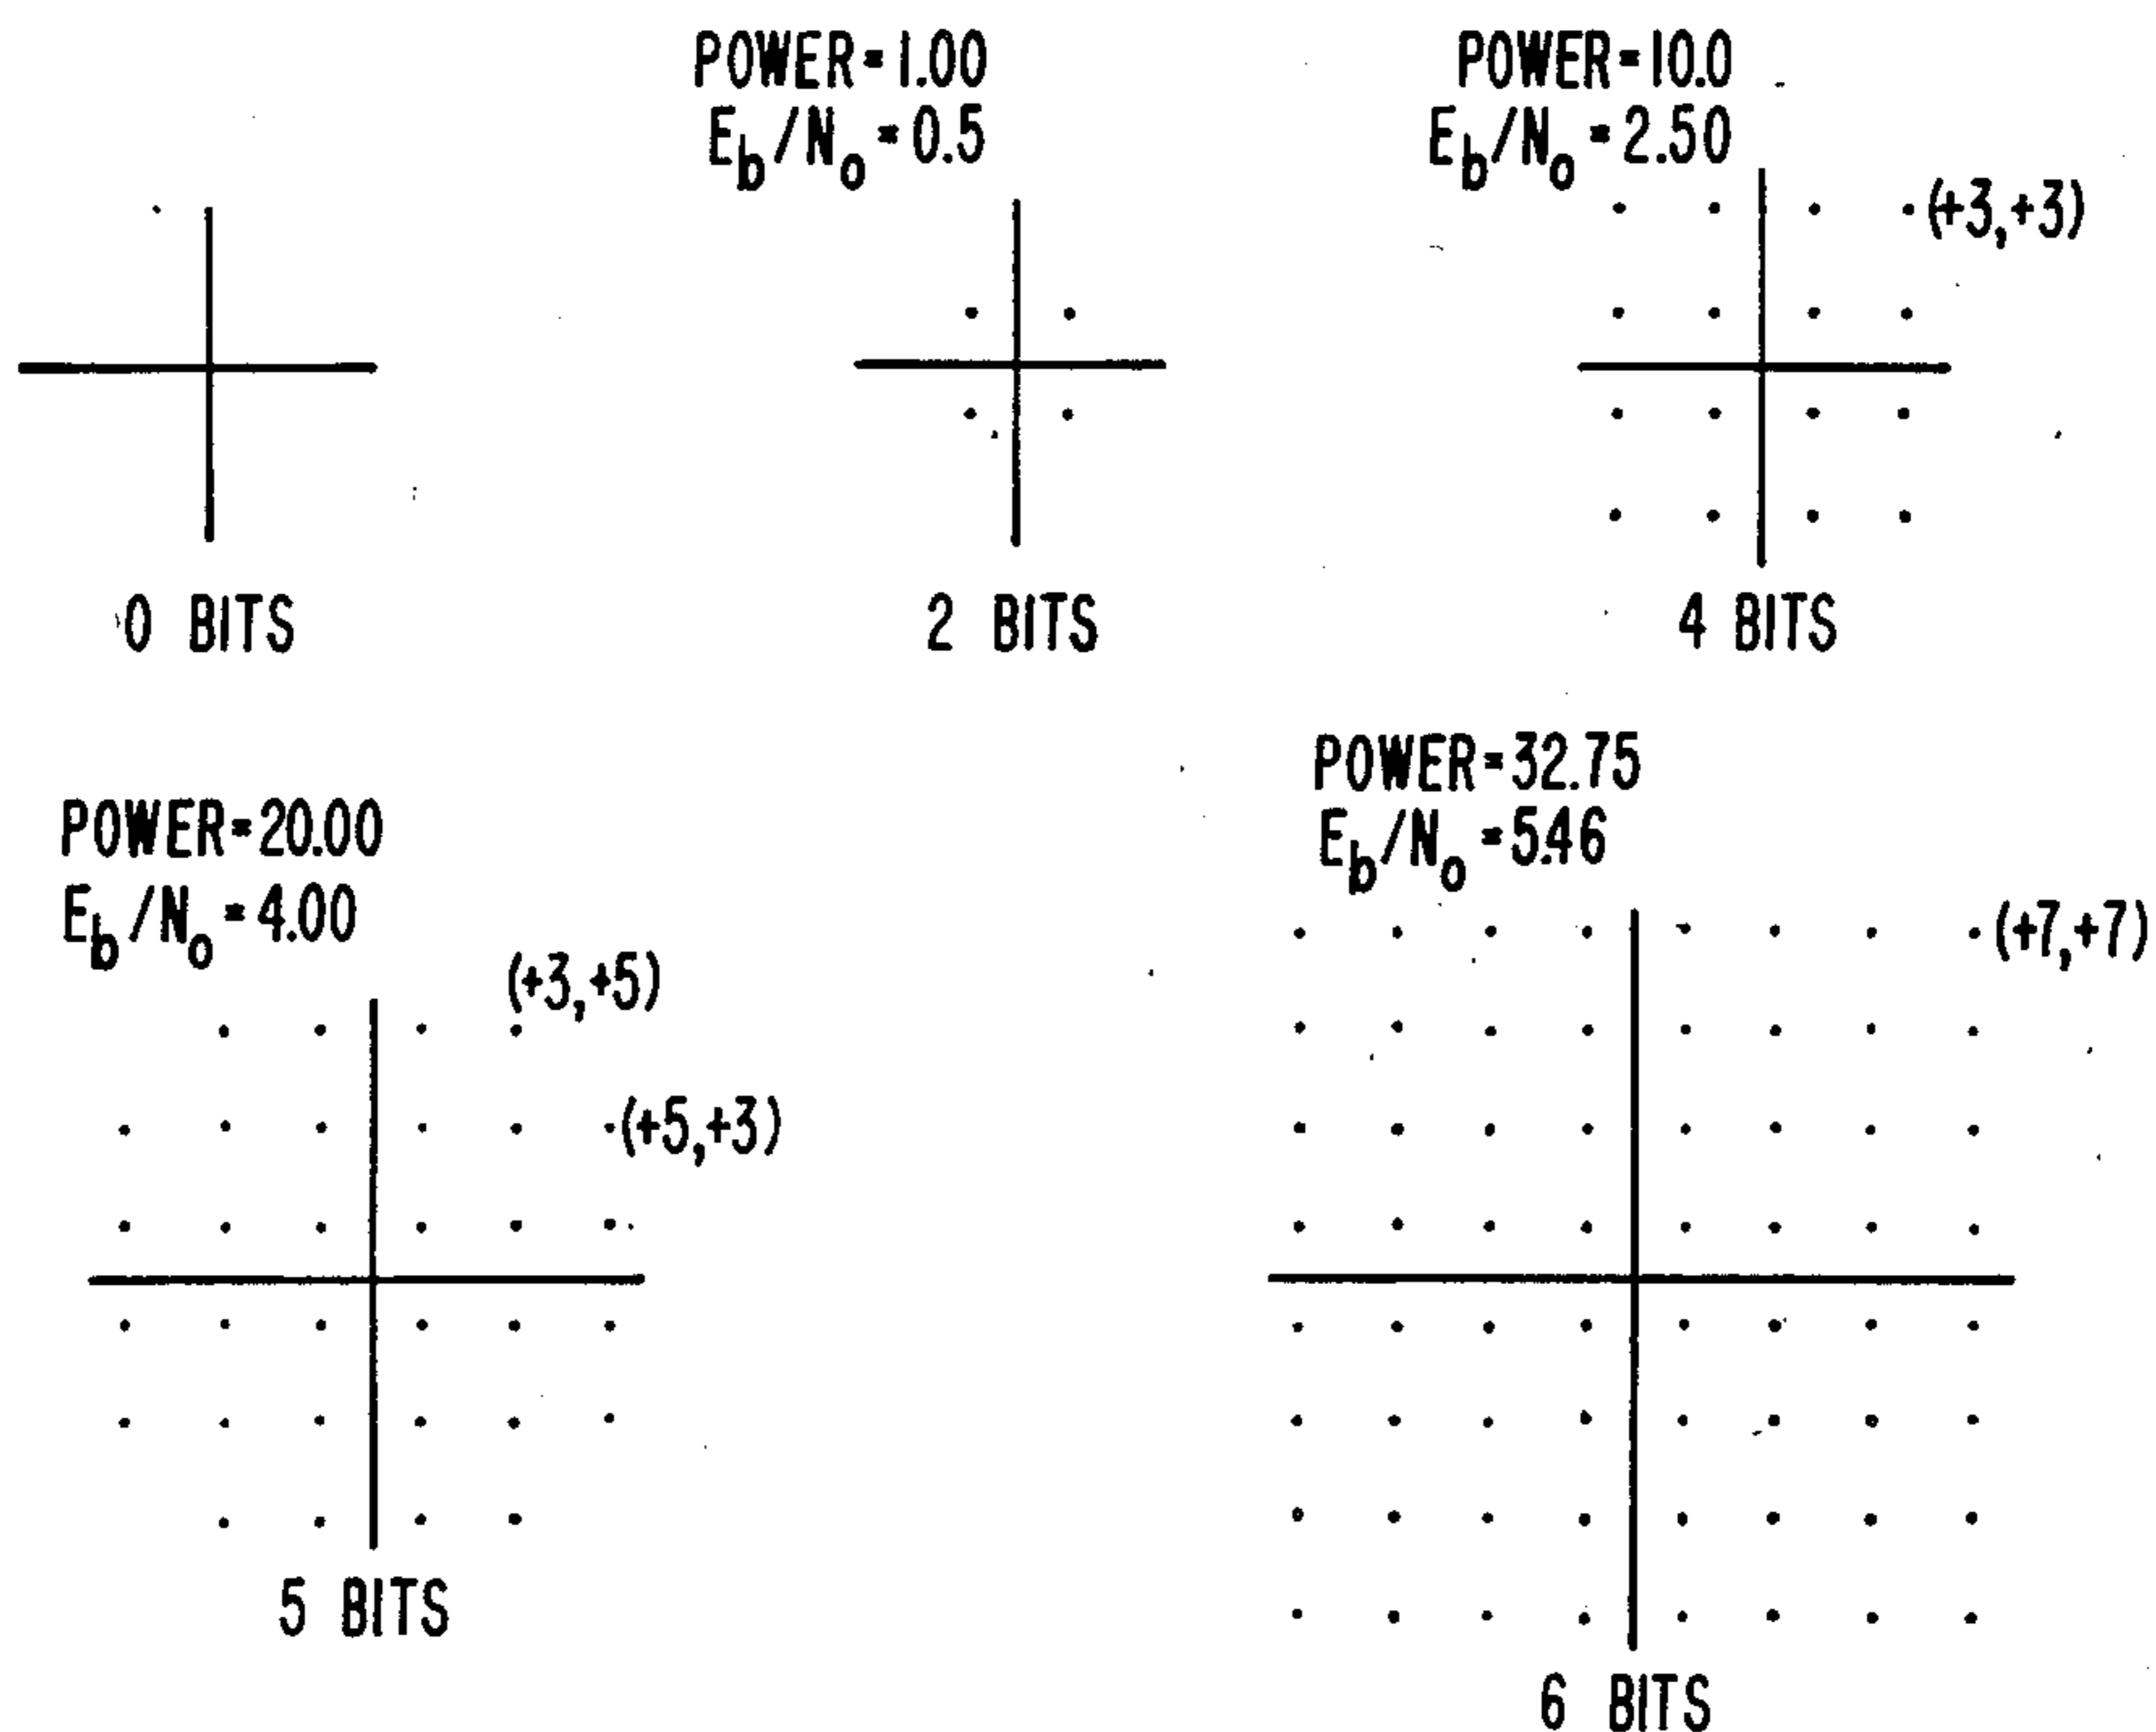 POWER=1.00
Eb/No=0.5
2 BITS
POWER=10.0
Eb/No=2.50
(+3,+3)
4 BITS
0 BITS
POWER=20.00
Eb/No=4.00
(+3,+5)
(+5,+3)
5 BITS
POWER=32.75
Eb/No=5.46
(+7,+7)
6 BITS